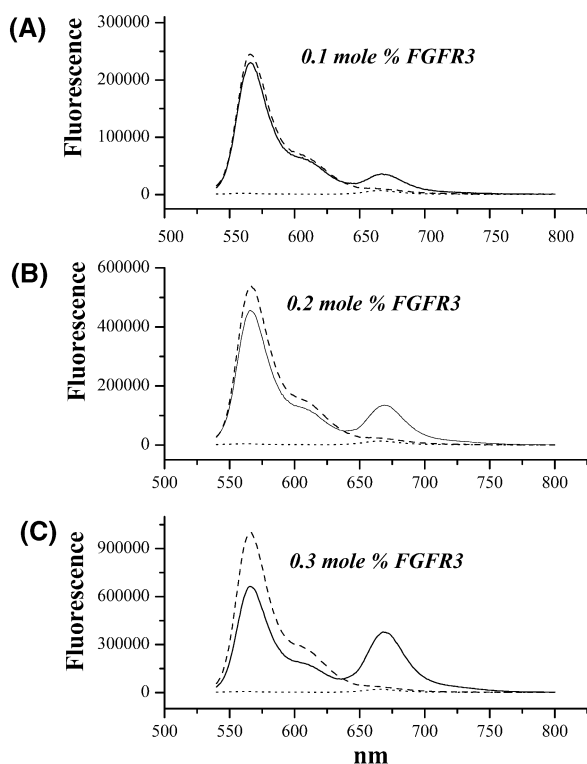 (A)
Fluorescence
300000
200000
100000
0
0.1 mole % FGFR3
500 550 600 650 700 750 800
(B)
Fluorescence
600000
400000
200000
0
0.2 mole % FGFR3
500 550 600 650 700 750 800
(C)
Fluorescence
900000
600000
300000
0
0.3 mole % FGFR3
500 550 600 650 700 750 800
nm